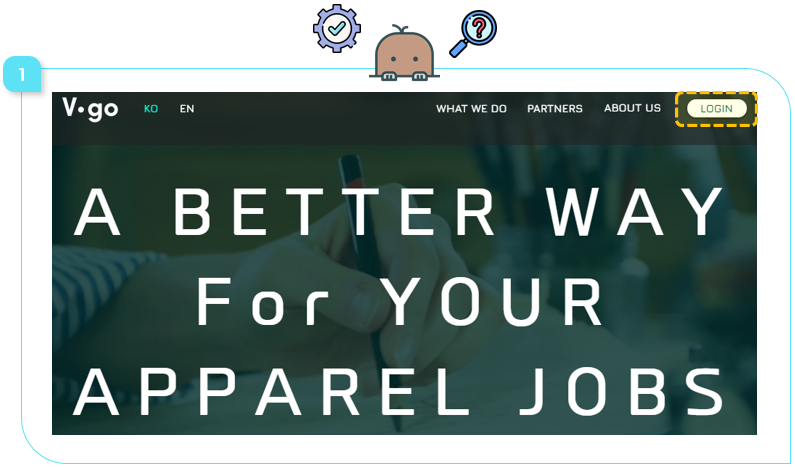 1
V•go KO EN WHAT WE DO PARTNERS ABOUT US LOGIN
A BETTER WAY
For YOUR
APPAREL JOBS